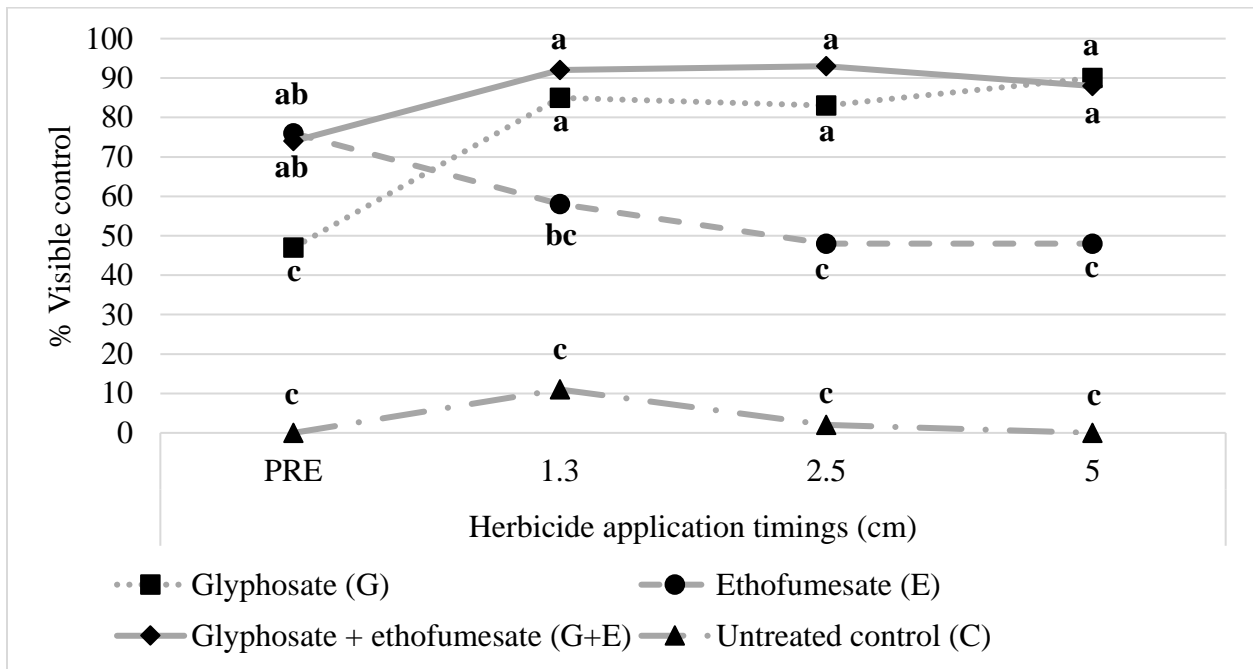 % Visible control
100
90
80
70
60
50
40
30
20
10
0
ab
ab
c
c
a
a
bc
c
a
a
c
c
a
a
c
c
PRE 1.3 2.5 5
Herbicide application timings (cm)
Glyphosate (G) Ethofumesate (E)
Glyphosate + ethofumesate (G+E) Untreated control (C)